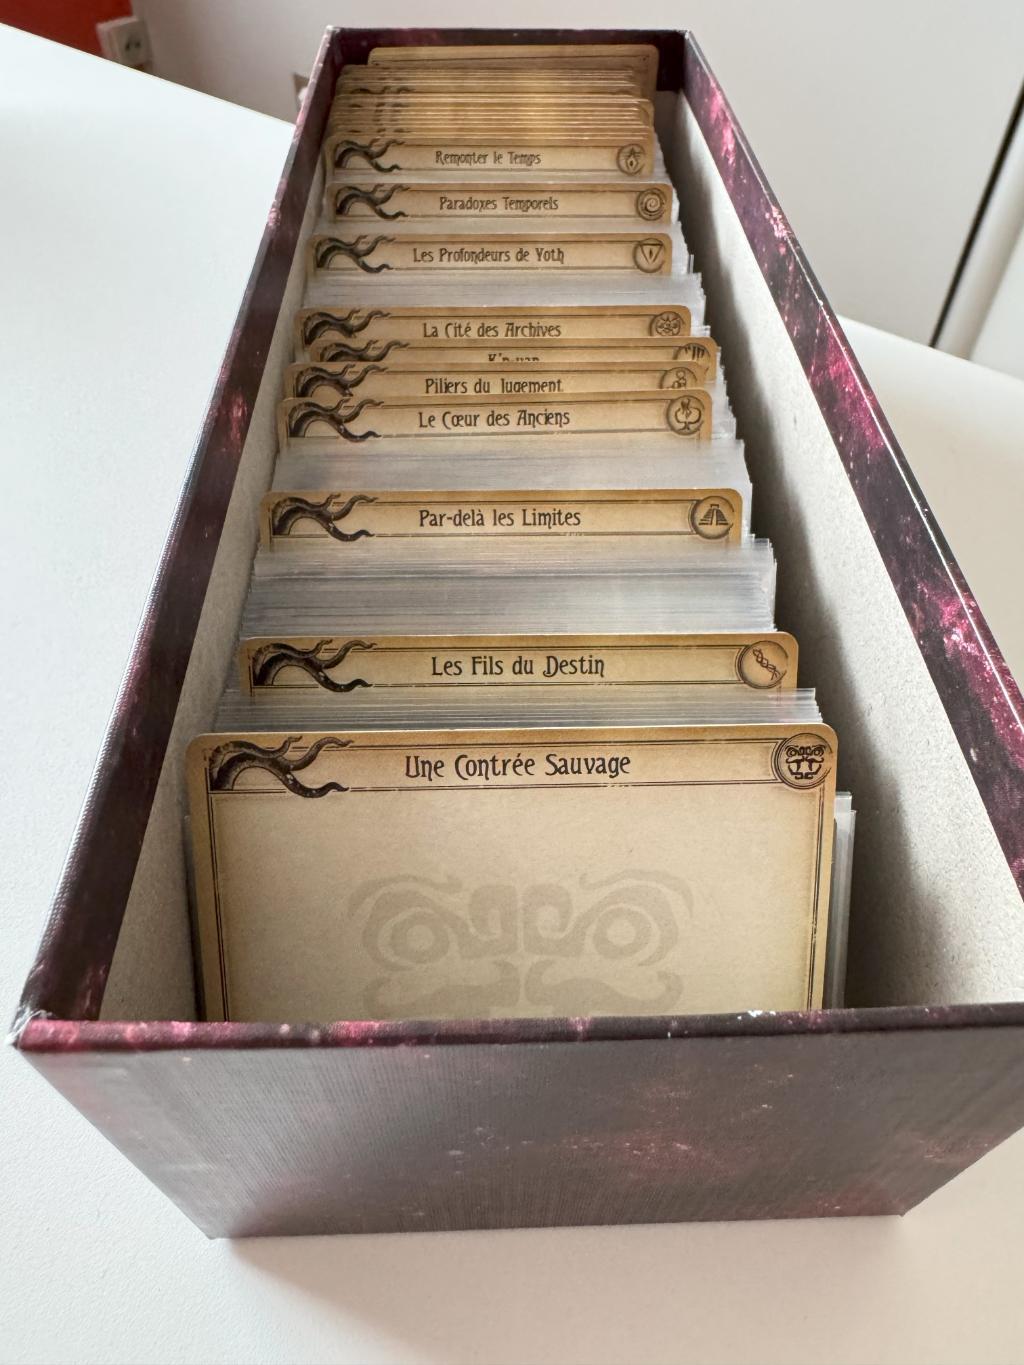 Remonter le Temps
Paradoxes Temporels
Les Profondeurs de Yoth
La Cité des Archives
K'n-yan
Piliers du Jugement
Le Cœur des Anciens
Par-delà les Limites
Les Fils du Destin
Une Contrée Sauvage